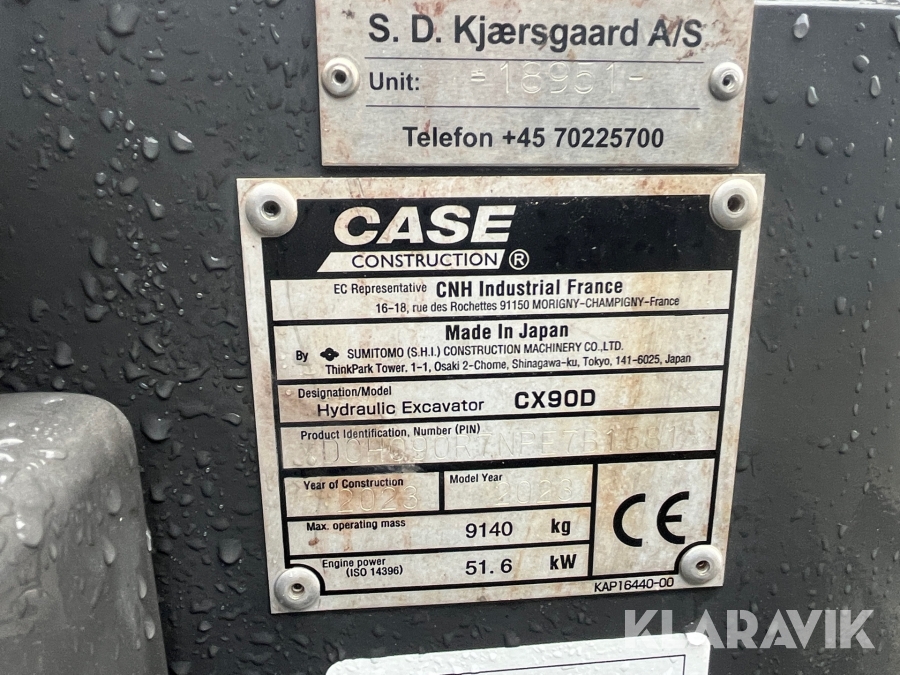 S. D. Kjærsgaard A/S
Unit: -18951-
Telefon +45 70225700
CASE
CONSTRUCTION ®
EC Representative CNH Industrial France
16-18, rue des Rochettes 91150 MORIGNY-CHAMPIGNY-France
Made In Japan
By SUMITOMO (S.H.I.) CONSTRUCTION MACHINERY CO.,LTD.
ThinkPark Tower, 1-1, Osaki 2-Chome, Shinagawa-ku, Tokyo, 141-6025, Japan
Designation/Model
Hydraulic Excavator CX90D
Product Identification, Number (PIN)
Year of Construction 2023
Model Year 2023
Max. operating mass 9140 kg
Engine power
(ISO 14396) 51.6 kW
CE
KAP16440-00
KLARAVIK